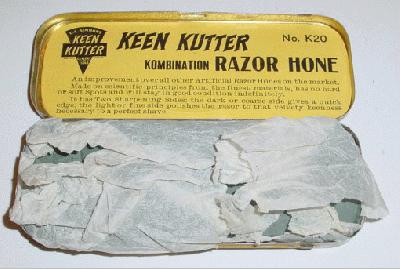 E.C. SIMMONS
KEEN
KUTTER
KEEN KUTTER No. K20
KOMBINATION RAZOR HONE
An improvement over all other Artificial Razor Hones on the market.
Made on scientific principles from the finest materials, has no hard
or soft spots and will stay in good condition indefinitely.
It has two sharpening sides: the dark or coarse side gives a quick
edge; the light or fine side polishes the razor to that velvety keenness
necessary to a perfect shave.